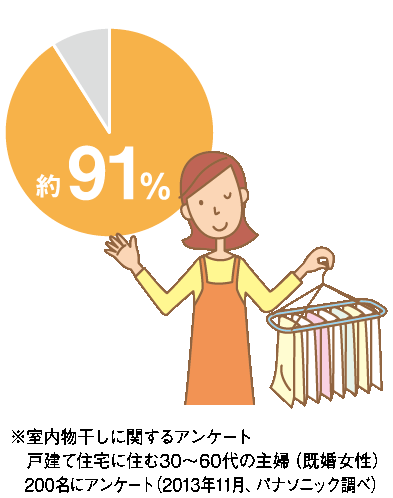 約91%
※室内物干しに関するアンケート
戸建て住宅に住む30～60代の主婦（既婚女性）
200名にアンケート（2013年11月、パナソニック調べ）